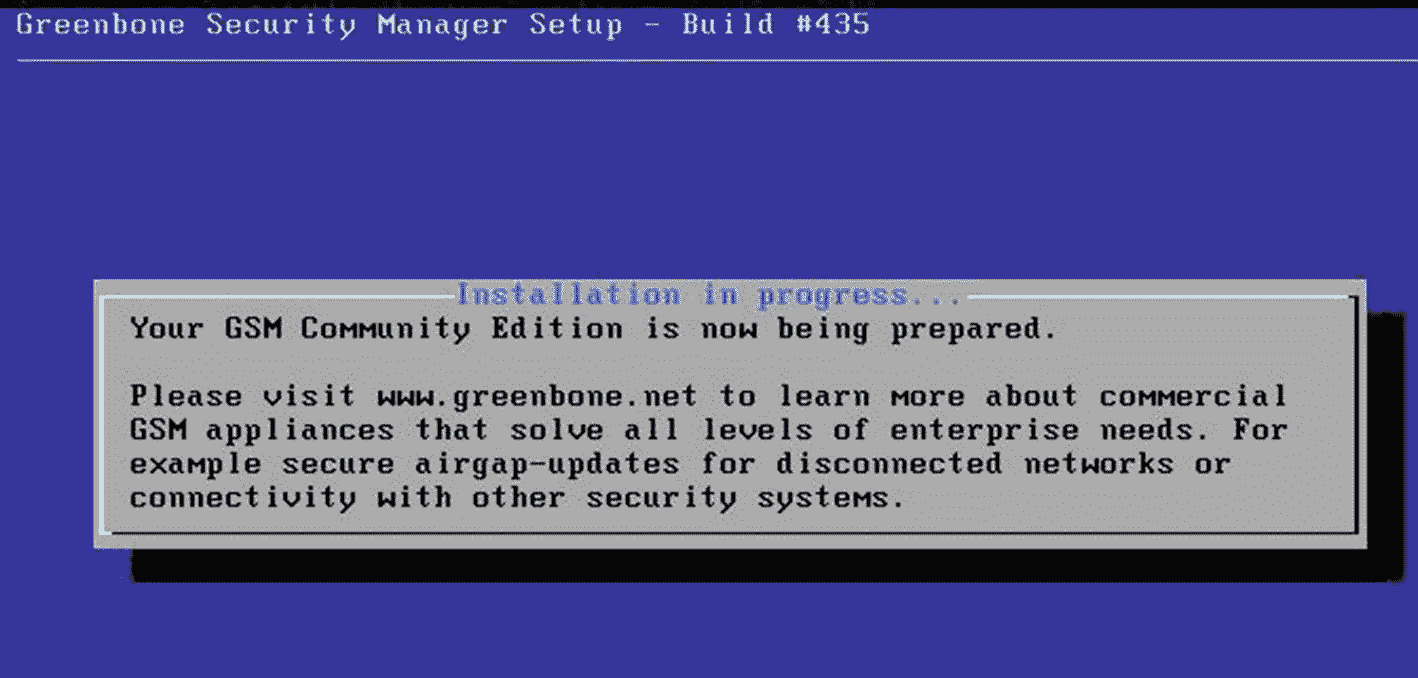 Greenbone Security Manager Setup - Build #435
Installation in progress...
Your GSM Community Edition is now being prepared.
Please visit www.greenbone.net to learn more about commercial
GSM appliances that solve all levels of enterprise needs. For
example secure airgap-updates for disconnected networks or
connectivity with other security systems.